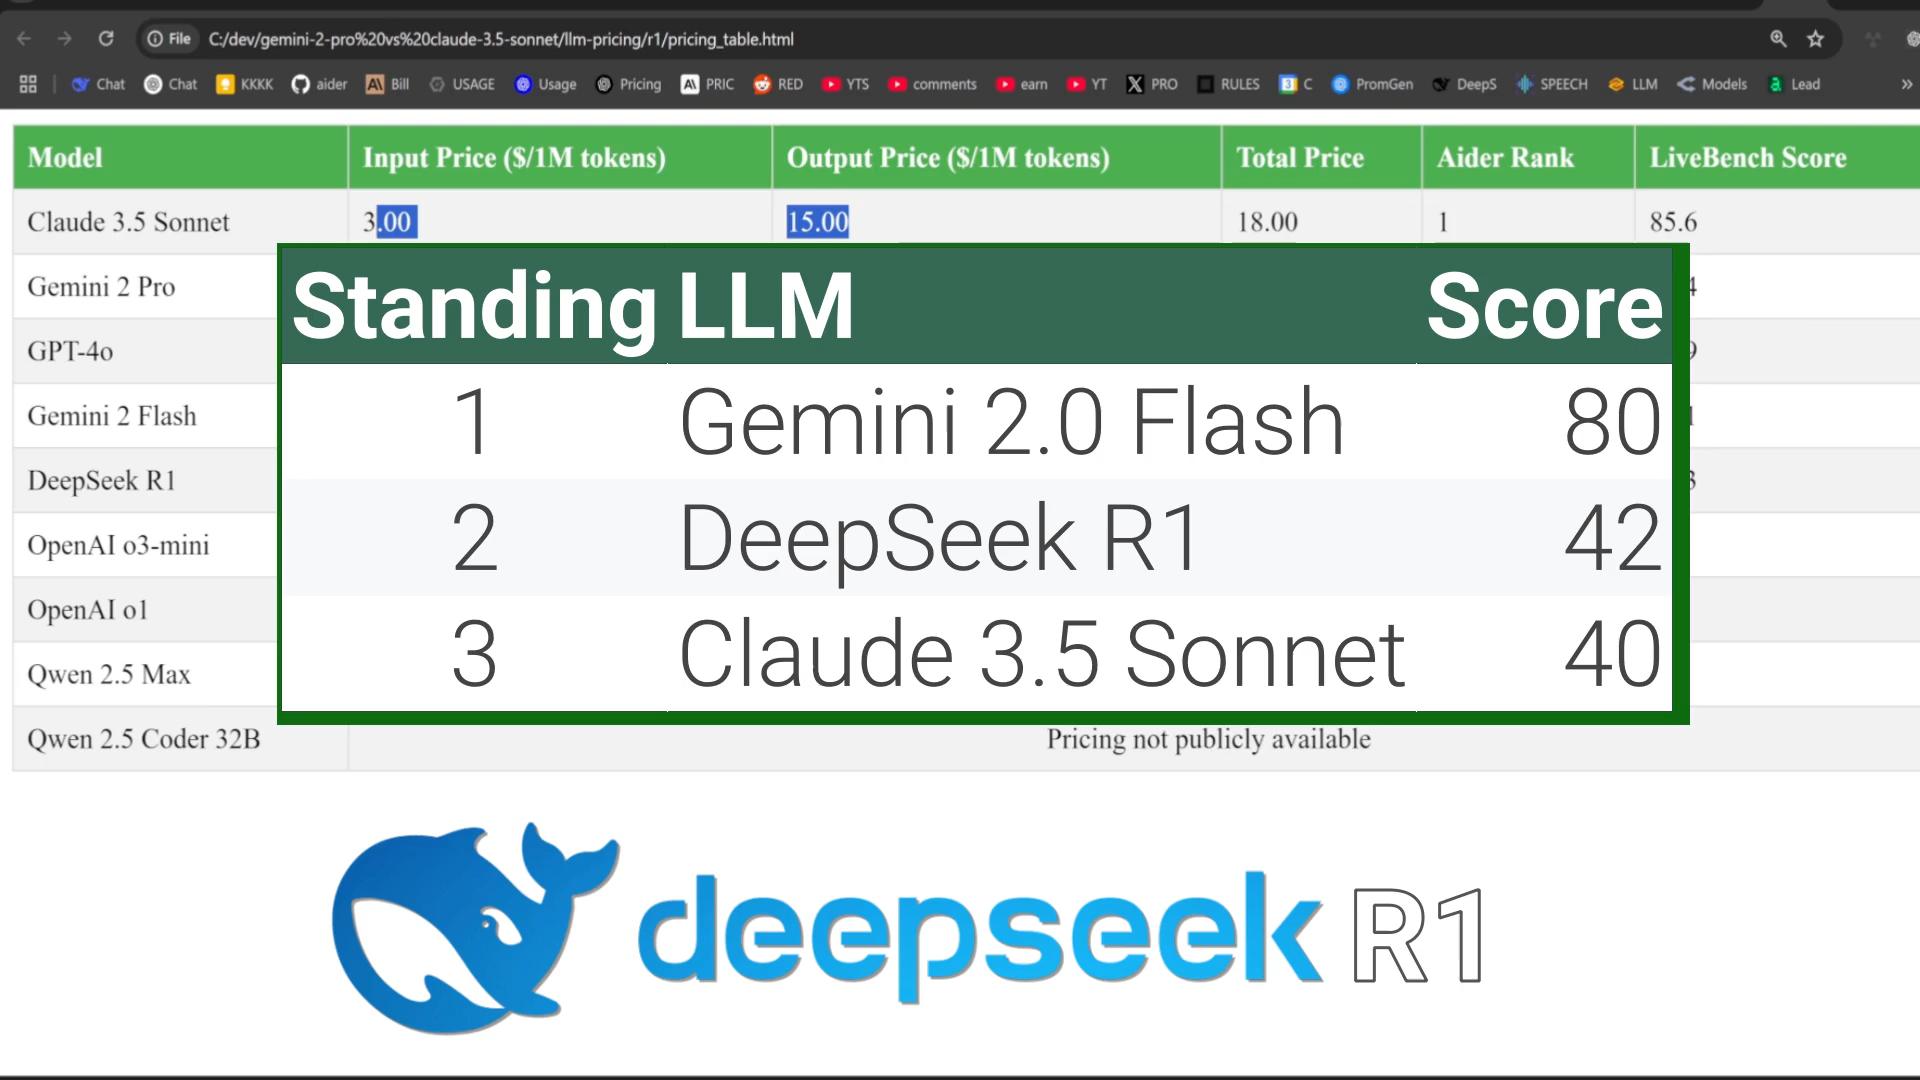 File C:/dev/gemini-2-pro%20vs%20claude-3.5-sonnet/llm-pricing/r1/pricing_table.html
Chat Chat KKKK aider Bill USAGE Usage Pricing PRIC RED YTS comments earn YT PRO RULES C PromGen DeepS SPEECH LLM Models Lead »
Model Input Price ($/1M tokens) Output Price ($/1M tokens) Total Price Aider Rank LiveBench Score
Claude 3.5 Sonnet 3.00 15.00 18.00 1 85.6
Gemini 2 Pro
GPT-4o
Gemini 2 Flash
DeepSeek R1
OpenAI o3-mini
OpenAI o1
Qwen 2.5 Max
Qwen 2.5 Coder 32B Pricing not publicly available
Standing LLM Score
1 Gemini 2.0 Flash 80
2 DeepSeek R1 42
3 Claude 3.5 Sonnet 40
deepseek R1